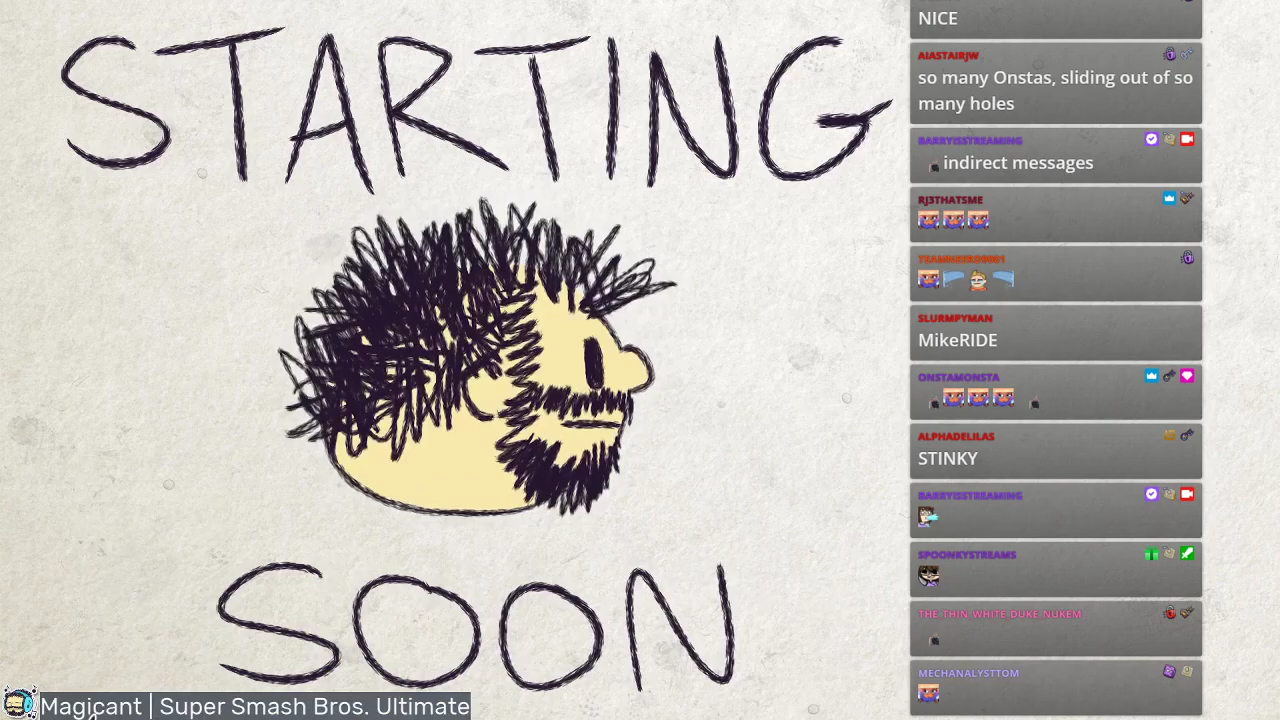 STARTING
SOON
NICE
AIASTAIRJW
so many Onstas, sliding out of so
many holes
BARRYISSTREAMING
indirect messages
RJ3THATSME
SLURMPYMAN
MikeRIDE
ONSTAMONSTA
ALPHADELILAS
STINKY
BARRYISSTREAMING
SPOONKYSTREAMS
THE THIN WHITE DUKE NUKEM
MECHANALYSTTOM
Magicant | Super Smash Bros. Ultimate